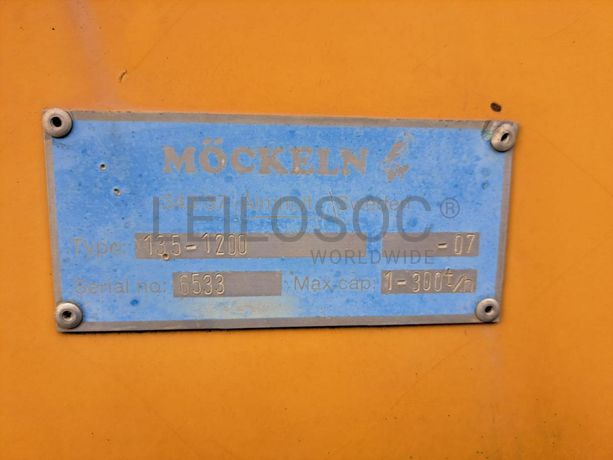 MÖCKELN
LEILOSOC®
WORLDWIDE
Type: 135-1200 -07
Serial no: 6533 Max.cap: 1-300t/h